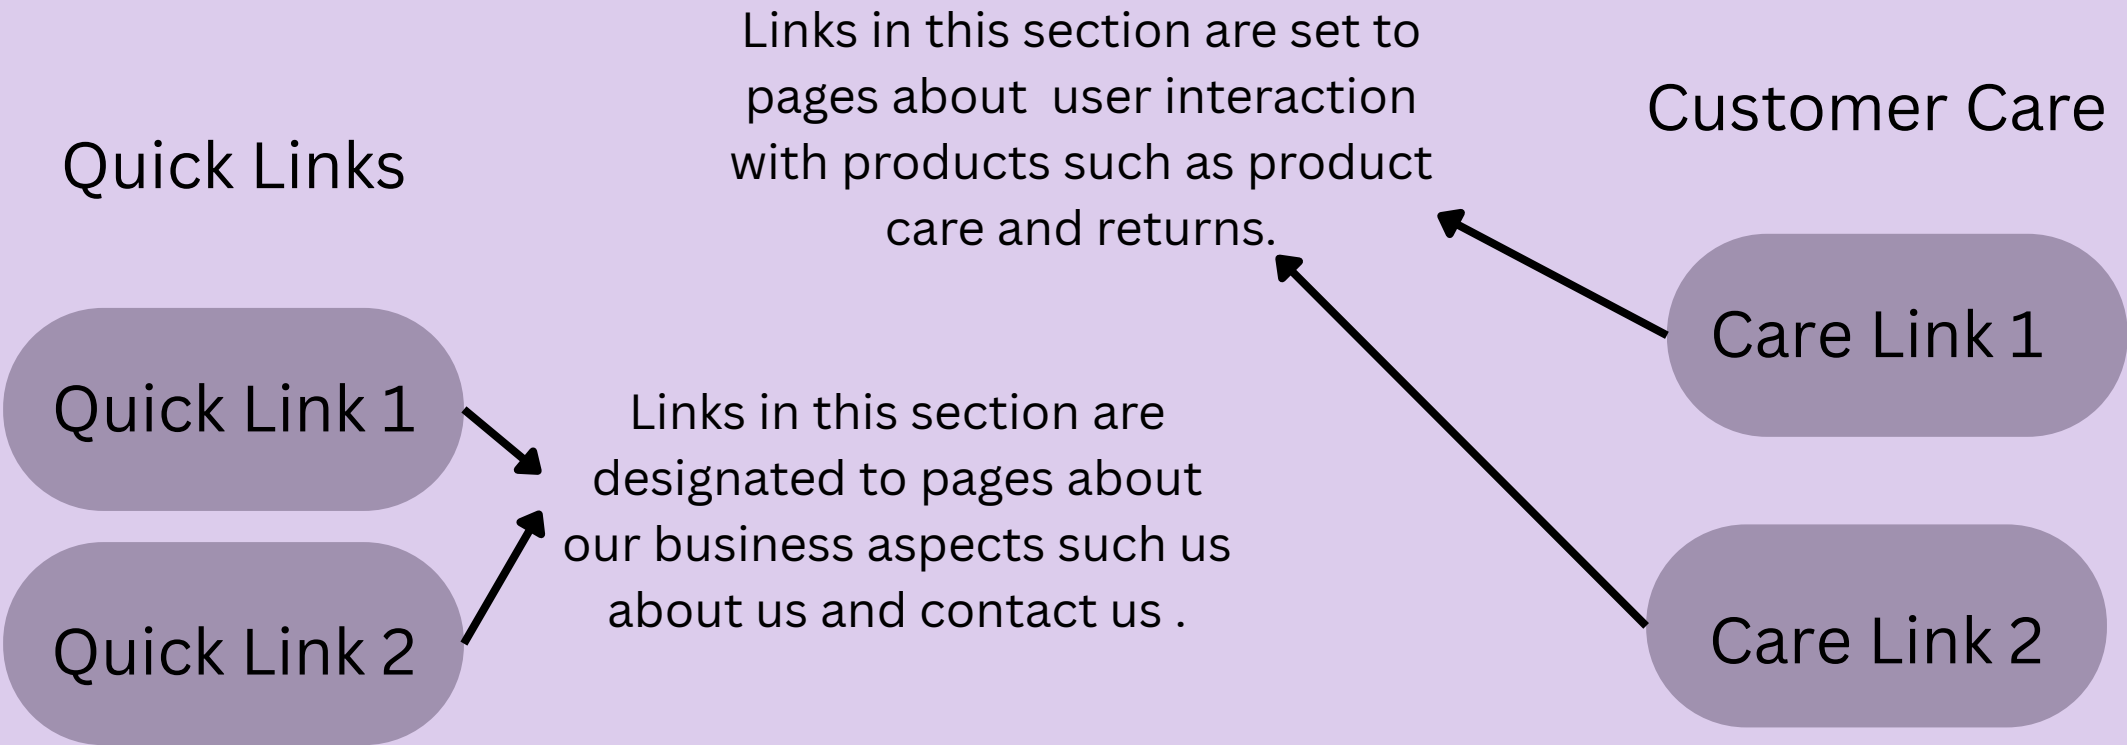 Quick Links
Quick Link 1
Quick Link 2
Links in this section are set to
pages about  user interaction
with products such as product
care and returns.
Links in this section are
designated to pages about
our business aspects such us
about us and contact us .
Customer Care
Care Link 1
Care Link 2